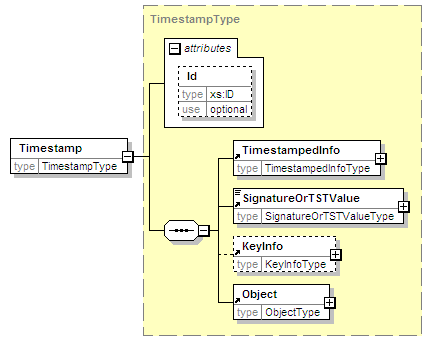 TimestampType
attributes
Id
type xs:ID
use optional
Timestamp
type TimestampType
TimestampedInfo
type TimestampedInfoType
SignatureOrTSTValue
type SignatureOrTSTValueType
KeyInfo
type KeyInfoType
Object
type ObjectType